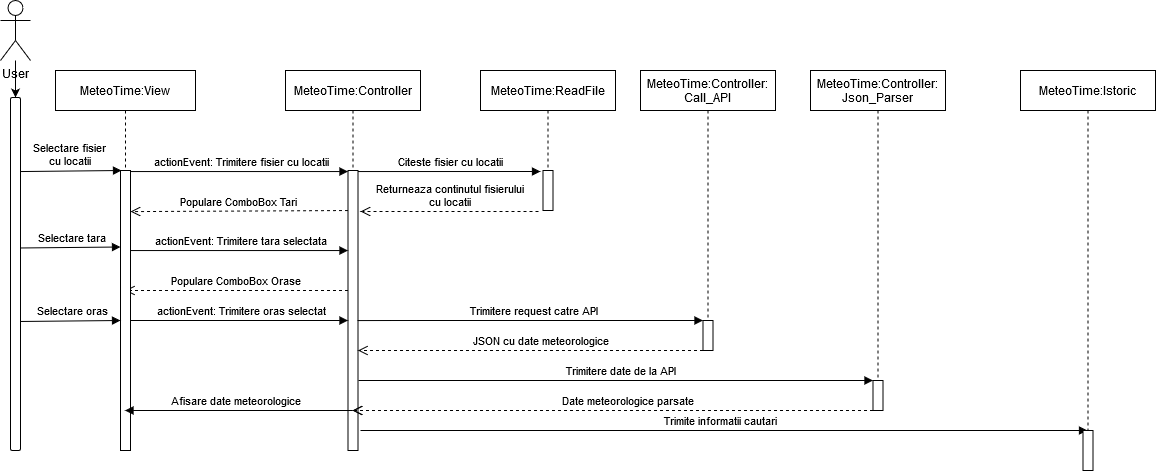 User
MeteoTime:View
MeteoTime:Controller
MeteoTime:ReadFile
MeteoTime:Controller:
Call_API
MeteoTime:Controller:
Json_Parser
MeteoTime:Istoric
Selectare fisier
cu locatii
actionEvent: Trimitere fisier cu locatii
Citeste fisier cu locatii
Returneaza continutul fisierului
cu locatii
Populare ComboBox Tari
Selectare tara
actionEvent: Trimitere tara selectata
Populare ComboBox Orase
Selectare oras
actionEvent: Trimitere oras selectat
Trimitere request catre API
JSON cu date meteorologice
Trimitere date de la API
Afisare date meteorologice
Date meteorologice parsate
Trimite informatii cautari